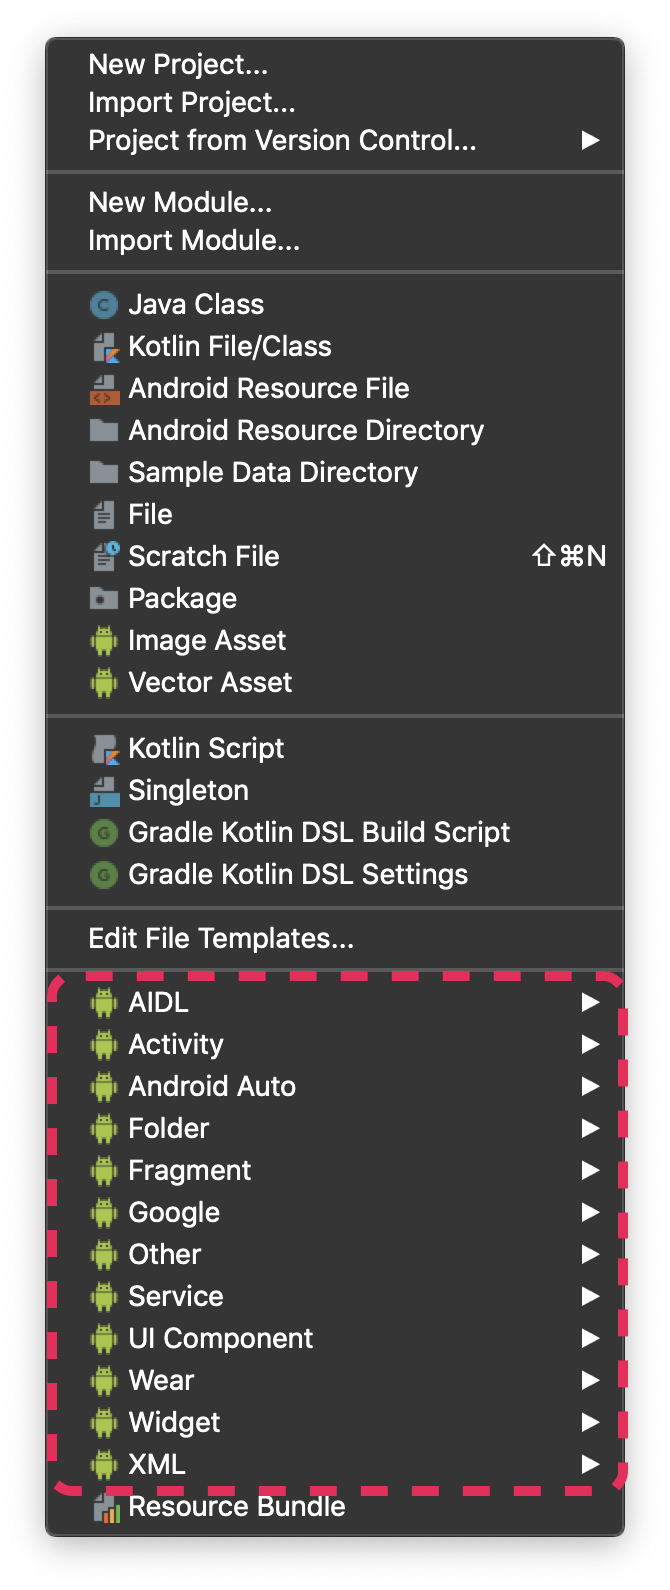 New Project...
Import Project...
Project from Version Control...
New Module...
Import Module...
C Java Class
Kotlin File/Class
<> Android Resource File
Android Resource Directory
Sample Data Directory
File
Scratch File ⇧⌘N
Package
Image Asset
Vector Asset
Kotlin Script
J Singleton
G Gradle Kotlin DSL Build Script
G Gradle Kotlin DSL Settings
Edit File Templates...
AIDL
Activity
Android Auto
Folder
Fragment
Google
Other
Service
UI Component
Wear
Widget
XML
Resource Bundle